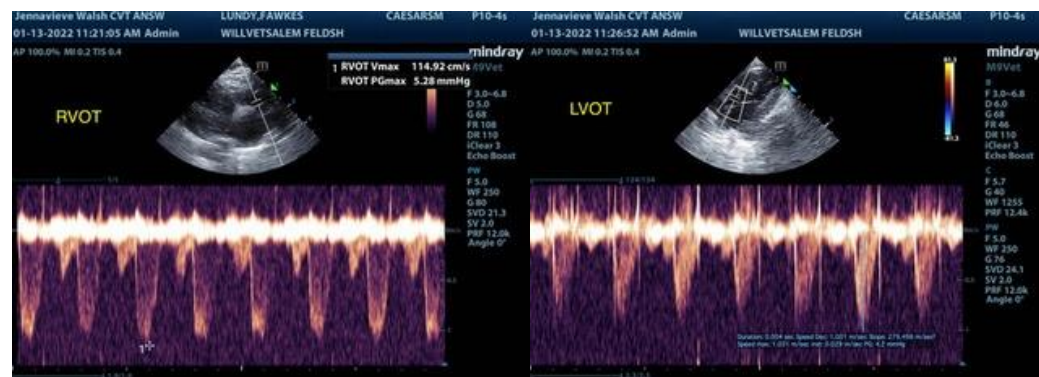 Jennavieve Walsh CVT ANSW LUNDY,FAWKES CAESARSM P10-4s
01-13-2022 11:21:05 AM Admin WILLVETSALEM FELDSH
AP 100.0% MI 0.2 TIS 0.4
mindray
M9Vet
1 RVOT Vmax 114.92 cm/s
RVOT PGmax 5.28 mmHg
RVOT
F 3.0-6.8
D 5.0
G 68
FR 108
DR 110
iClear 3
Echo Boost
PW
F 5.0
WF 250
G 80
SVD 21.3
SV 2.0
PRF 12.0k
Angle 0°
1
Jennavieve Walsh CVT ANSW CAESARSM P10-4s
01-13-2022 11:26:52 AM Admin WILLVETSALEM FELDSH
AP 100.0% MI 0.2 TIS 0.4
mindray
M9Vet
LVOT
B
F 3.0-6.8
D 6.0
G 68
FR 46
DR 110
iClear 3
Echo Boost
C
F 5.7
G 40
WF 1255
PRF 12.4k
PW
F 5.0
WF 250
G 76
SVD 24.1
SV 2.0
PRF 12.0k
Angle 0°